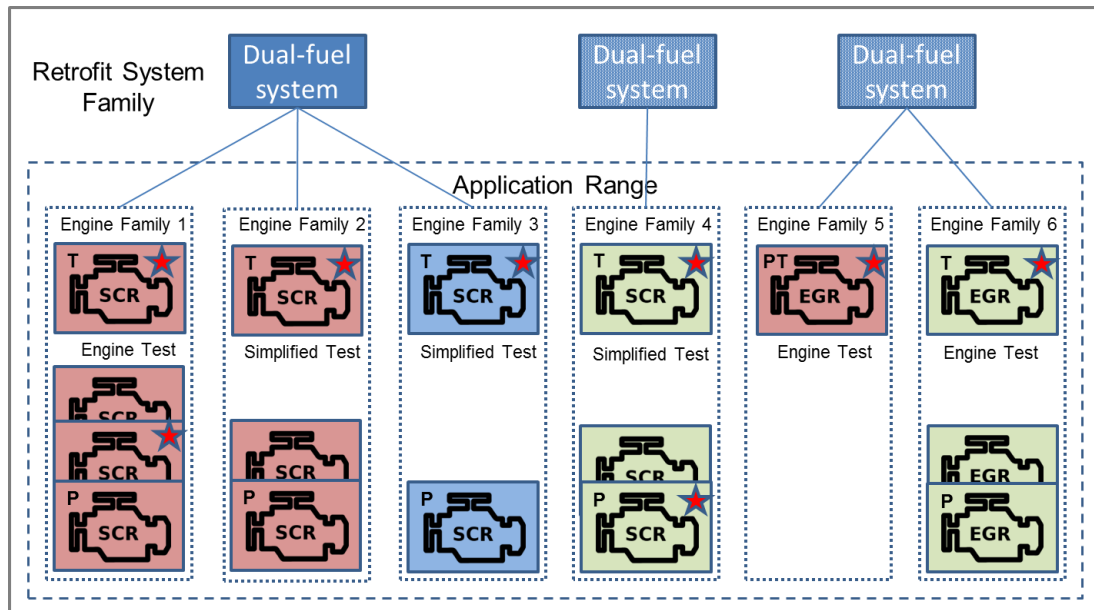 Retrofit System
Family
Dual-fuel
system
Dual-fuel
system
Dual-fuel
system
Application Range
Engine Family 1
T
SCR
Engine Test
SCR
SCR
P
SCR
Engine Family 2
T
SCR
Simplified Test
SCR
P
SCR
Engine Family 3
T
SCR
Simplified Test
P
SCR
Engine Family 4
T
SCR
Simplified Test
SCR
P
SCR
Engine Family 5
PT
EGR
Engine Test
Engine Family 6
T
EGR
Engine Test
EGR
P
EGR